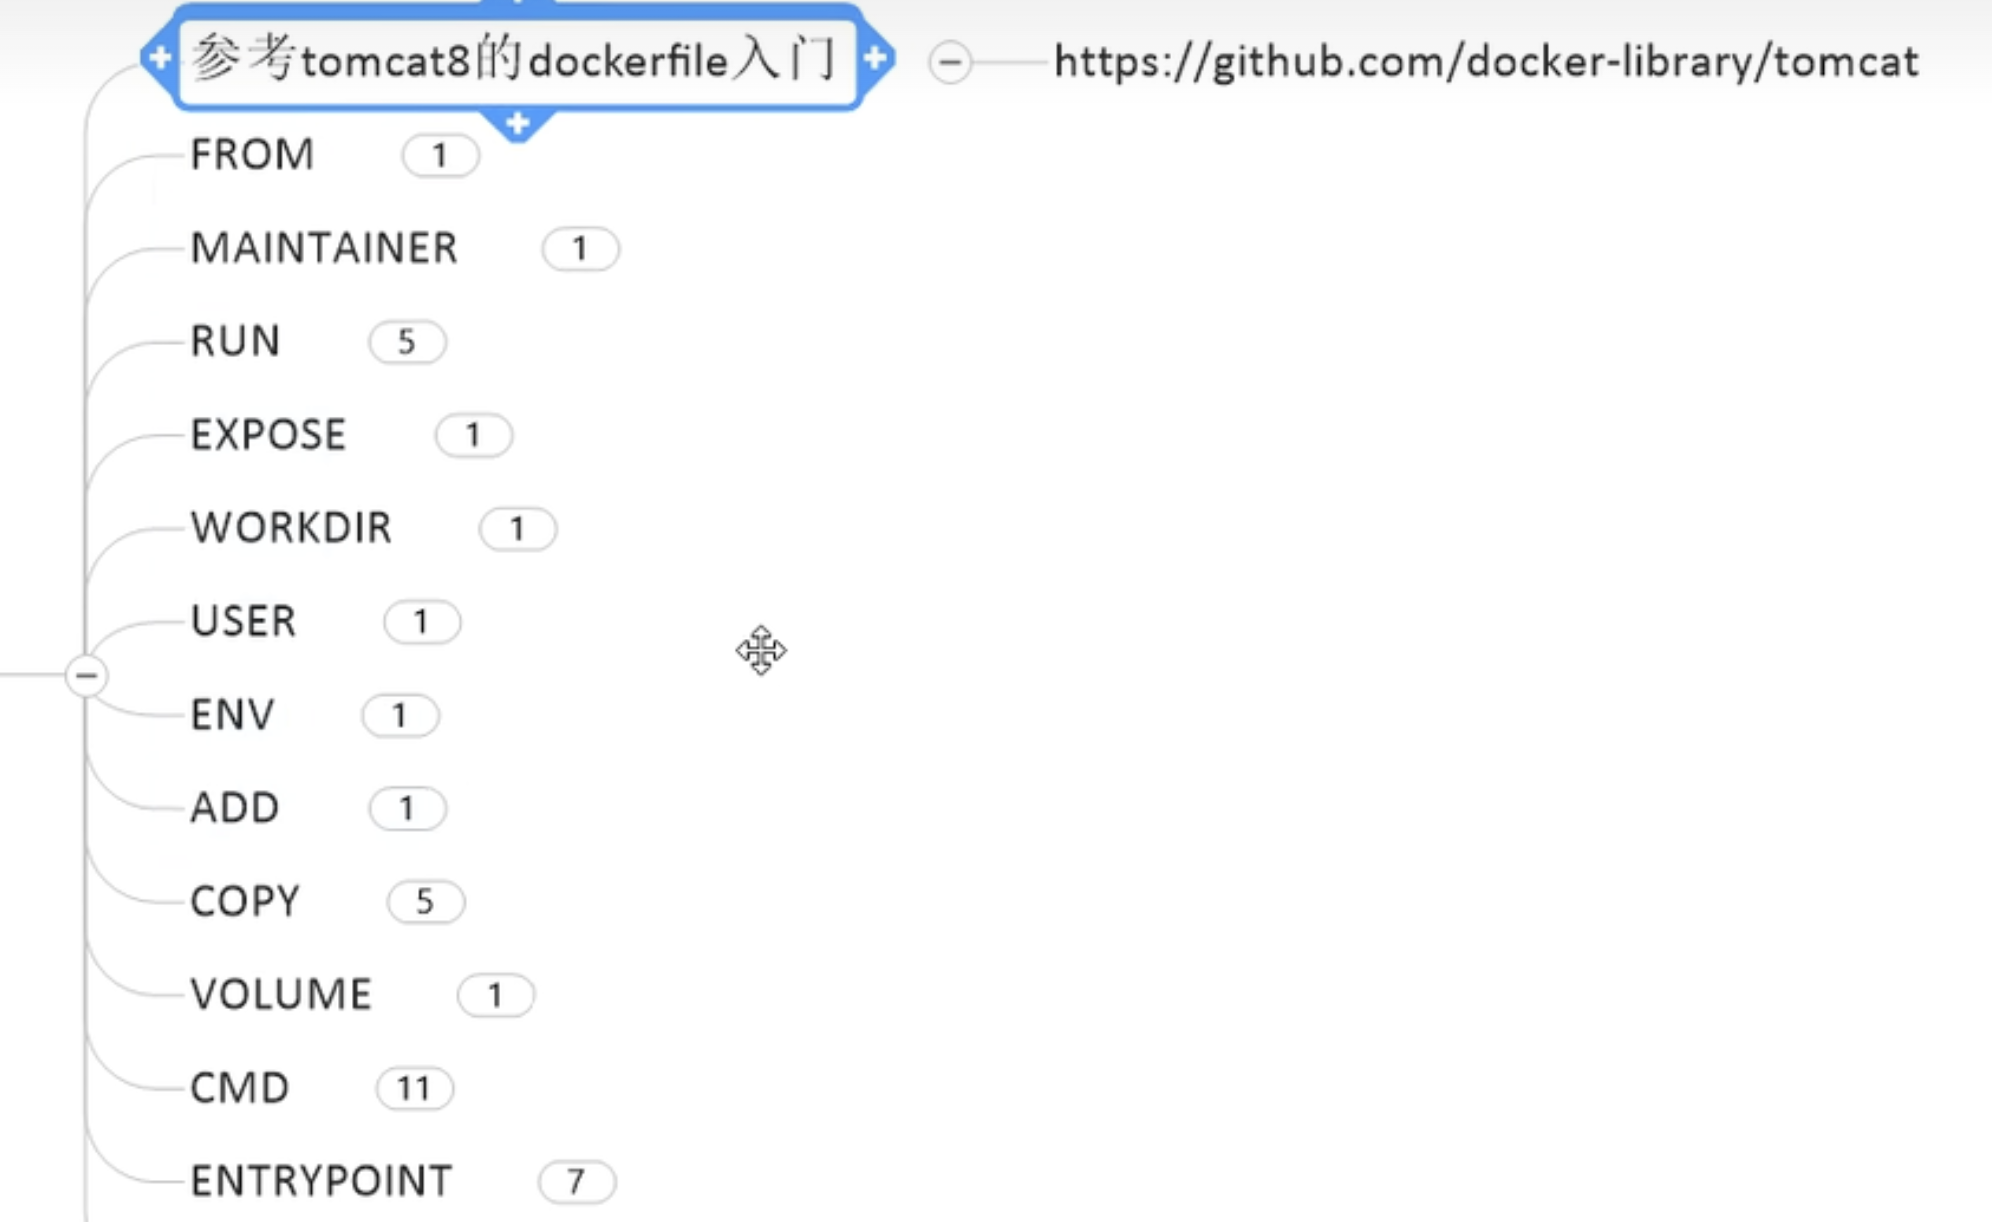 参考tomcat8的dockerfile入门 https://github.com/docker-library/tomcat
FROM 1
MAINTAINER 1
RUN 5
EXPOSE 1
WORKDIR 1
USER 1
ENV 1
ADD 1
COPY 5
VOLUME 1
CMD 11
ENTRYPOINT 7